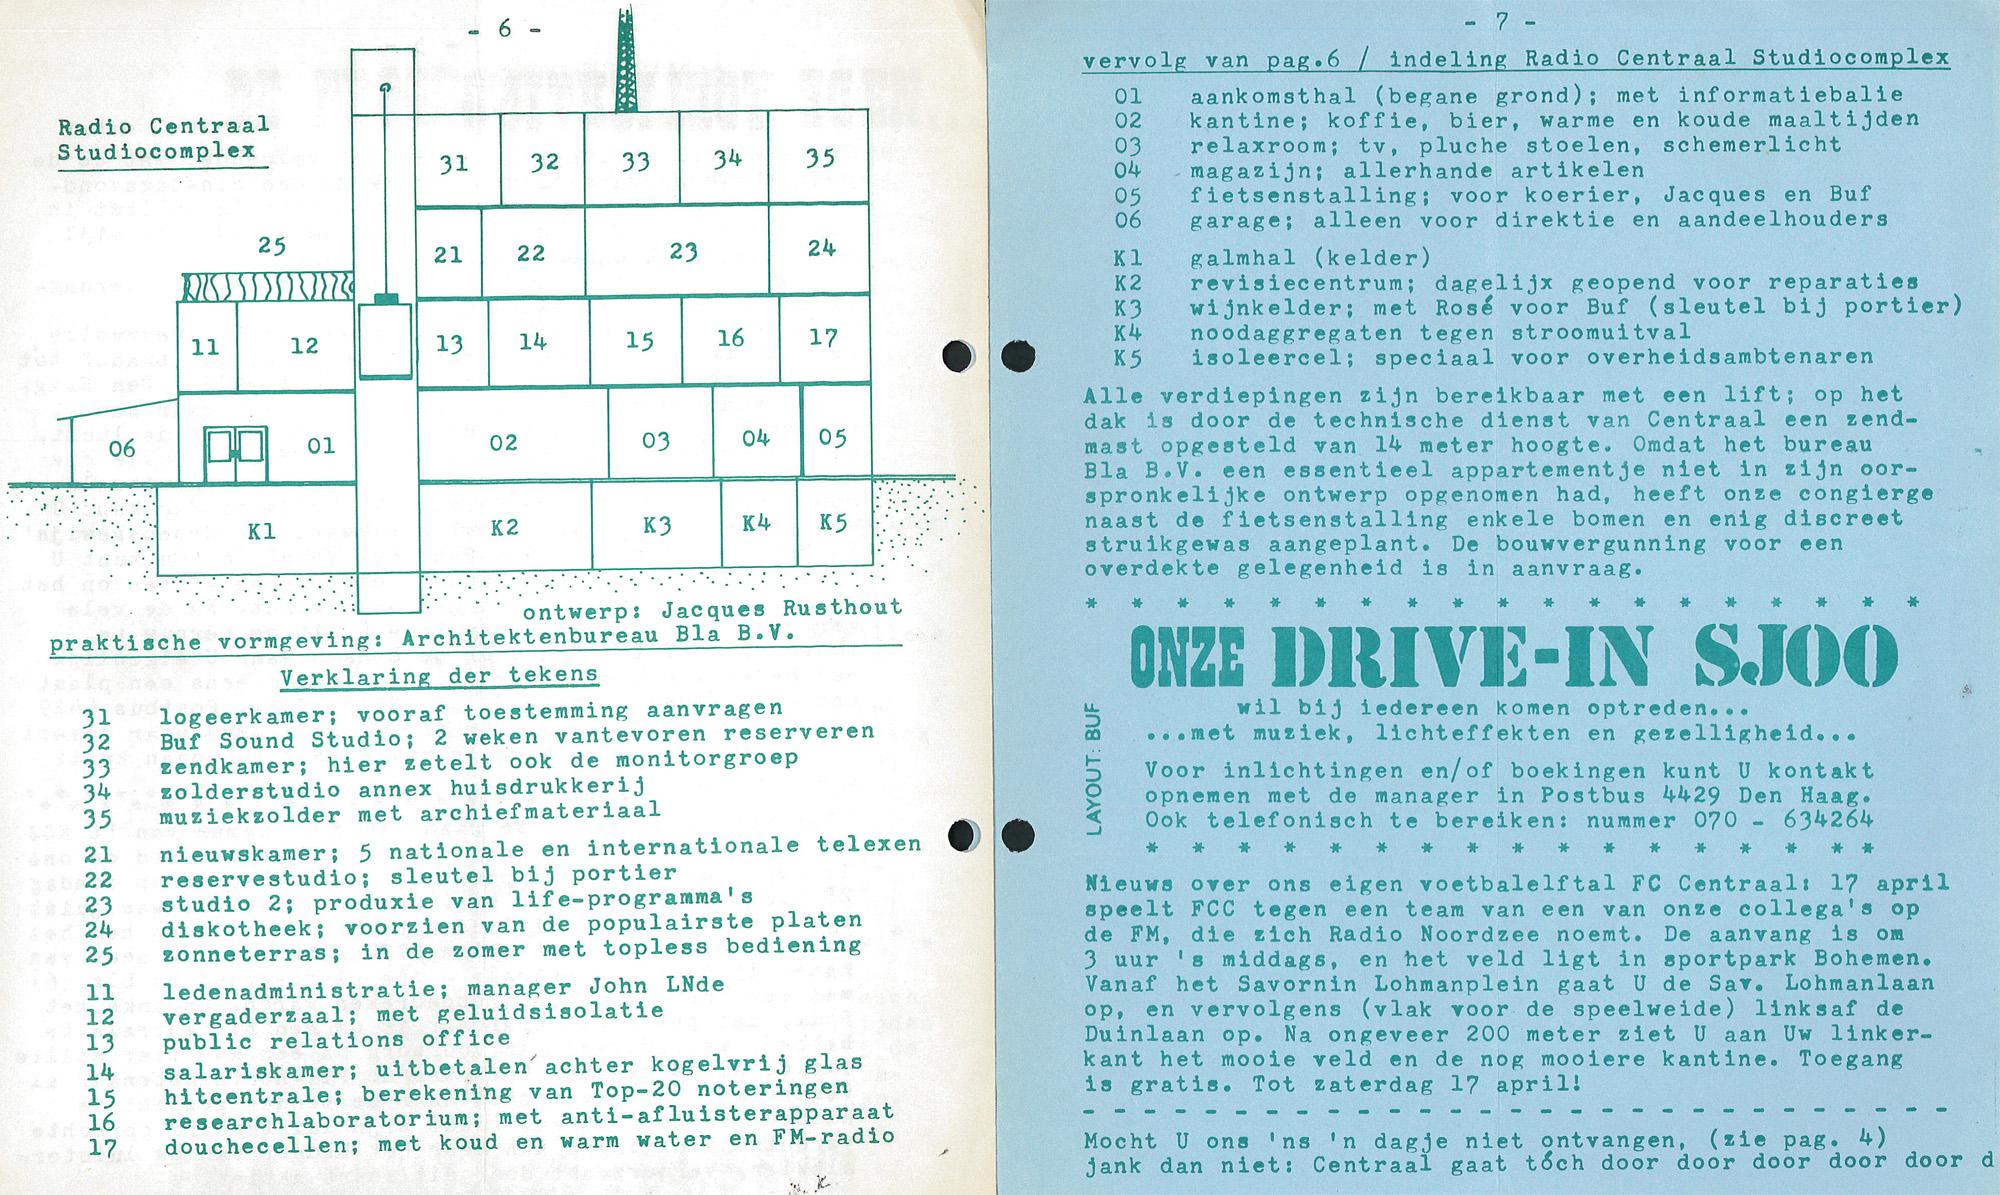 - 6 -
Radio Centraal
Studiocomplex
31 32 33 34 35
25
21 22 23 24
11 12 13 14 15 16 17
06 01 02 03 04 05
K1 K2 K3 K4 K5
ontwerp: Jacques Rusthout
praktische vormgeving: Architektenbureau Bla B.V.
Verklaring der tekens
31 logeerkamer; vooraf toestemming aanvragen
32 Buf Sound Studio; 2 weken vantevoren reserveren
33 zendkamer; hier zetelt ook de monitorgroep
34 zolderstudio annex huisdrukkerij
35 muziekzolder met archiefmateriaal
21 nieuwskamer; 5 nationale en internationale telexen
22 reservestudio; sleutel bij portier
23 studio 2; produxie van life-programma's
24 diskotheek; voorzien van de populairste platen
25 zonneterras; in de zomer met topless bediening
11 ledenadministratie; manager John LNde
12 vergaderzaal; met geluidsisolatie
13 public relations office
14 salariskamer; uitbetalen achter kogelvrij glas
15 hitcentrale; berekening van Top-20 noteringen
16 researchlaboratorium; met anti-afluisterapparaat
17 douchecellen; met koud en warm water en FM-radio
- 7 -
vervolg van pag.6 / indeling Radio Centraal Studiocomplex
01 aankomsthal (begane grond); met informatiebalie
02 kantine; koffie, bier, warme en koude maaltijden
03 relaxroom; tv, pluche stoelen, schemerlicht
04 magazijn; allerhande artikelen
05 fietsenstalling; voor koerier, Jacques en Buf
06 garage; alleen voor direktie en aandeelhouders
K1 galmhal (kelder)
K2 revisiecentrum; dagelijx geopend voor reparaties
K3 wijnkelder; met Rosé voor Buf (sleutel bij portier)
K4 noodaggregaten tegen stroomuitval
K5 isoleercel; speciaal voor overheidsambtenaren
Alle verdiepingen zijn bereikbaar met een lift; op het
dak is door de technische dienst van Centraal een zend-
mast opgesteld van 14 meter hoogte. Omdat het bureau
Bla B.V. een essentieel appartementje niet in zijn oor-
spronkelijke ontwerp opgenomen had, heeft onze congierge
naast de fietsenstalling enkele bomen en enig discreet
struikgewas aangeplant. De bouwvergunning voor een
overdekte gelegenheid is in aanvraag.
* * * * * * * * * * * * * * * * * * *
ONZE DRIVE-IN SJOO
wil bij iedereen komen optreden...
...met muziek, lichteffekten en gezelligheid...
LAYOUT: BUF
Voor inlichtingen en/of boekingen kunt U kontakt
opnemen met de manager in Postbus 4429 Den Haag.
Ook telefonisch te bereiken: nummer 070 - 634264
* * * * * * * * * * * * * * * * *
Nieuws over ons eigen voetbalelftal FC Centraal: 17 april
speelt FCC tegen een team van een van onze collega's op
de FM, die zich Radio Noordzee noemt. De aanvang is om
3 uur 's middags, en het veld ligt in sportpark Bohemen.
Vanaf het Savornin Lohmanplein gaat U de Sav. Lohmanlaan
op, en vervolgens (vlak voor de speelweide) linksaf de
Duinlaan op. Na ongeveer 200 meter ziet U aan Uw linker-
kant het mooie veld en de nog mooiere kantine. Toegang
is gratis. Tot zaterdag 17 april!
- - - - - - - - - - - - - - - - - - - - - - - - - - - - -
Mocht U ons 'ns 'n dagje niet ontvangen, (zie pag. 4)
jank dan niet: Centraal gaat tóch door door door door door d